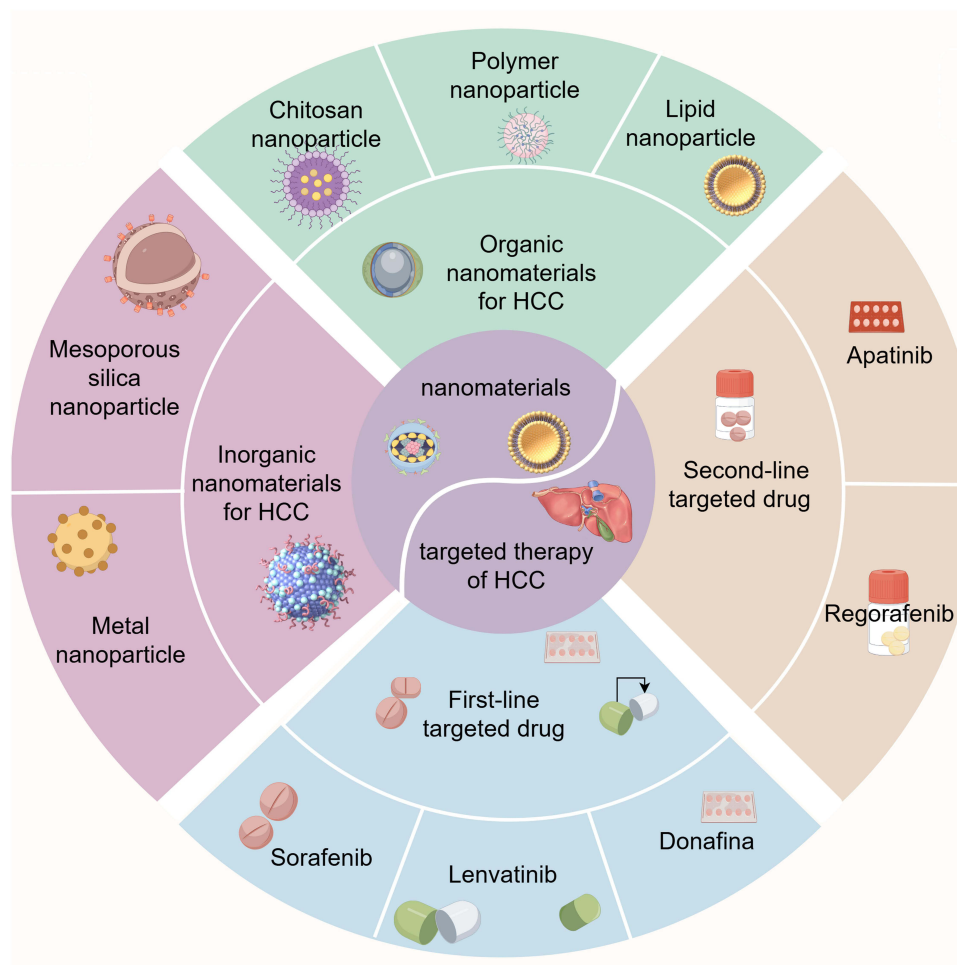 Polymer
nanoparticle
Chitosan
nanoparticle
Lipid
nanoparticle
Organic
nanomaterials
for HCC
Mesoporous
silica
nanoparticle
Inorganic
nanomaterials
for HCC
Metal
nanoparticle
nanomaterials
targeted therapy
of HCC
Second-line
targeted drug
Apatinib
Regorafenib
First-line
targeted drug
Sorafenib
Lenvatinib
Donafina